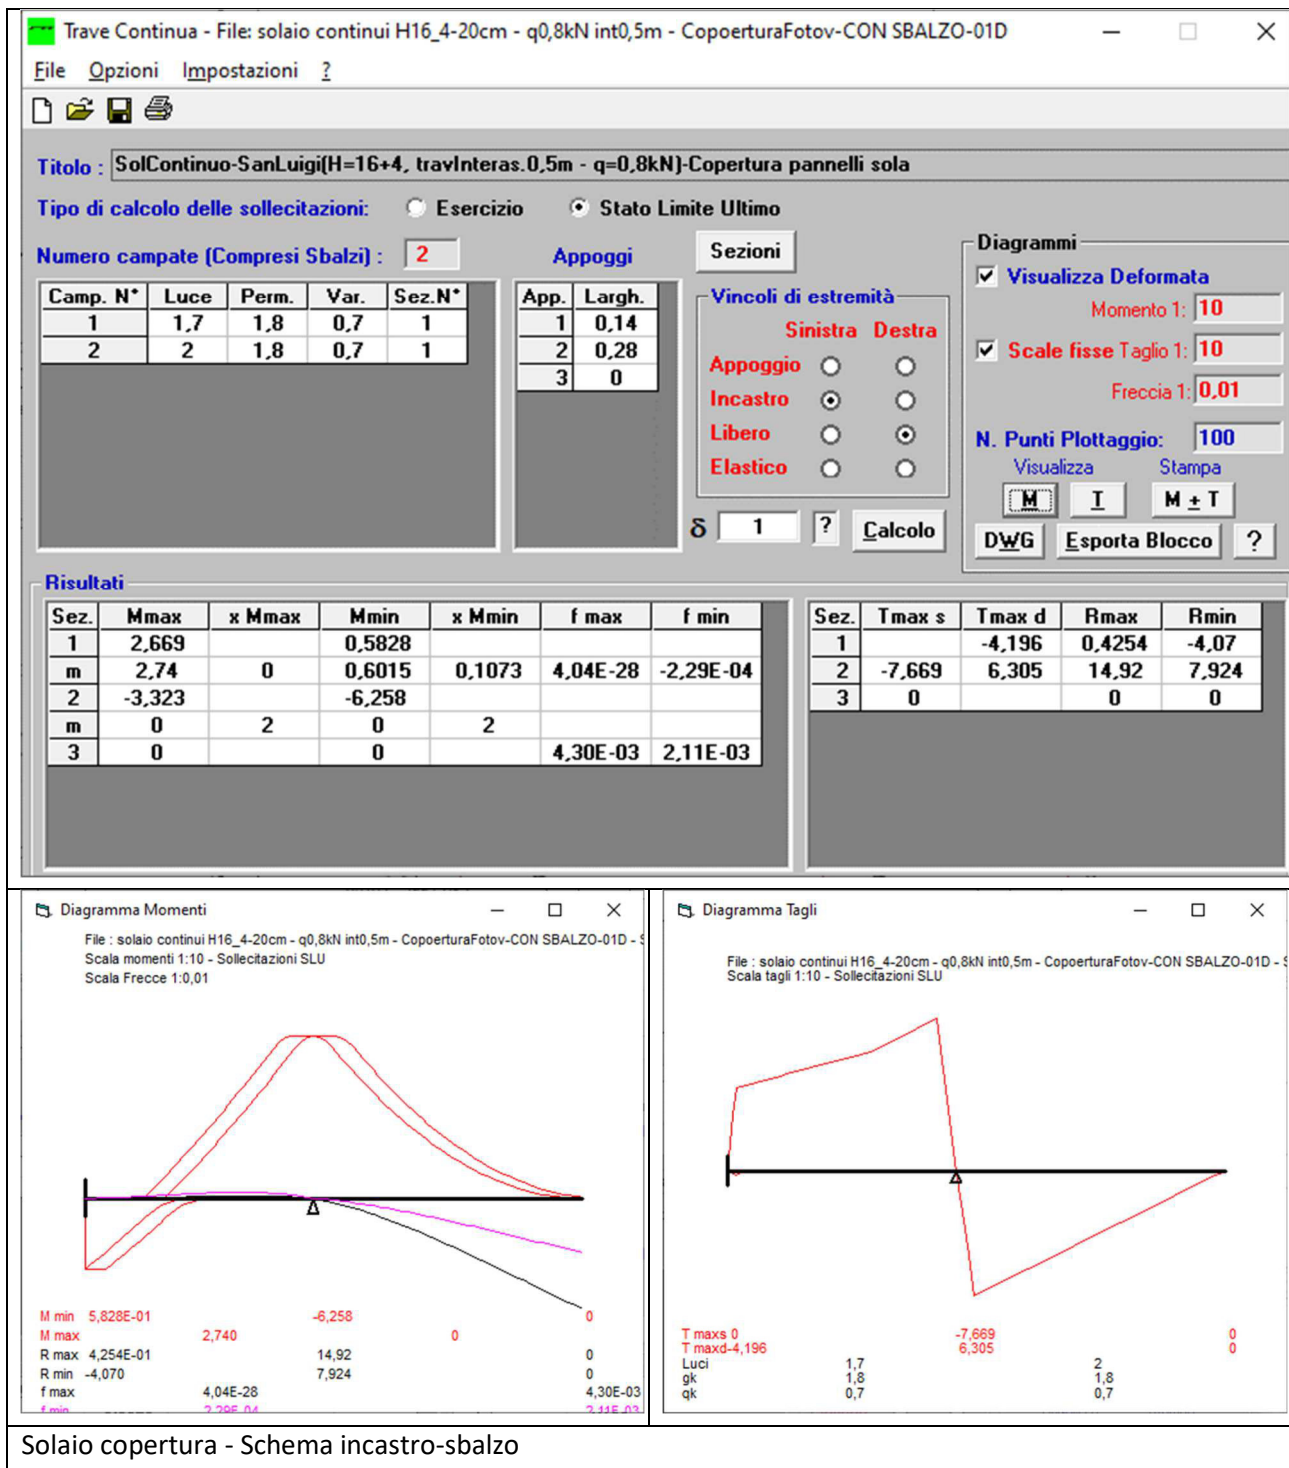 Trave Continua - File: solaio continui H16_4-20cm - q0,8kN int0,5m - CopoerturaFotov-CON SBALZO-01D
File Opzioni Impostazioni ?
Titolo : SolContinuo-SanLuigi(H=16+4, travInteras.0,5m - q=0,8kN)-Copertura pannelli sola
Tipo di calcolo delle sollecitazioni: Esercizio Stato Limite Ultimo
Numero campate (Compresi Sbalzi) : 2
Camp. N° Luce Perm. Var. Sez.N°
1 1,7 1,8 0,7 1
2 2 1,8 0,7 1
Appoggi
App. Largh.
1 0,14
2 0,28
3 0
Sezioni
Vincoli di estremità
Sinistra Destra
Appoggio
Incastro
Libero
Elastico
δ 1 ? Calcolo
Diagrammi
Visualizza Deformata
Momento 1: 10
Scale fisse Taglio 1: 10
Freccia 1: 0,01
N. Punti Plottaggio: 100
Visualizza Stampa
M T M ± T
DWG Esporta Blocco ?
Risultati
Sez. Mmax x Mmax Mmin x Mmin f max f min
1 2,669 0,5828
m 2,74 0 0,6015 0,1073 4,04E-28 -2,29E-04
2 -3,323 -6,258
m 0 2 0 2
3 0 0 4,30E-03 2,11E-03
Sez. Tmax s Tmax d Rmax Rmin
1 -4,196 0,4254 -4,07
2 -7,669 6,305 14,92 7,924
3 0 0 0
Diagramma Momenti
File : solaio continui H16_4-20cm - q0,8kN int0,5m - CopoerturaFotov-CON SBALZO-01D - S
Scala momenti 1:10 - Sollecitazioni SLU
Scala Frecce 1:0,01
M min 5,828E-01 -6,258 0
M max 2,740 0
R max 4,254E-01 14,92 0
R min -4,070 7,924 0
f max 4,04E-28 4,30E-03
f min -2,29E-04 2,11E-03
Diagramma Tagli
File : solaio continui H16_4-20cm - q0,8kN int0,5m - CopoerturaFotov-CON SBALZO-01D - S
Scala tagli 1:10 - Sollecitazioni SLU
T maxs 0 -7,669 0
T maxd-4,196 6,305 0
Luci 1,7 2
gk 1,8 1,8
qk 0,7 0,7
Solaio copertura - Schema incastro-sbalzo